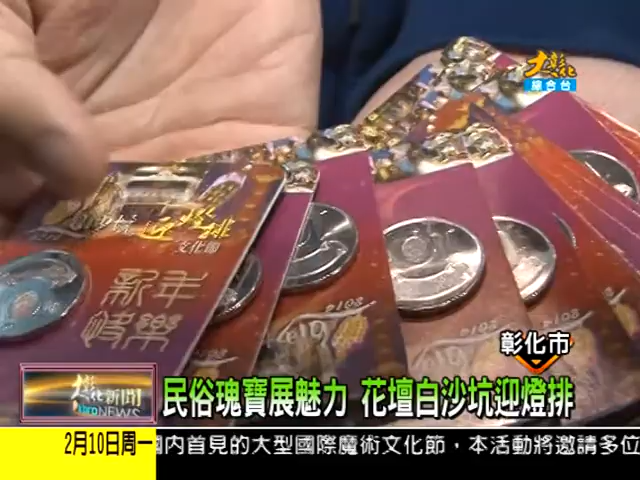 大彰化
綜合台
迎燈排
文化節
新年
快樂
彰化市
大彰化新聞
NEWS
民俗瑰寶展魅力 花壇白沙坑迎燈排
2月10日周一
國內首見的大型國際魔術文化節，本活動將邀請多位